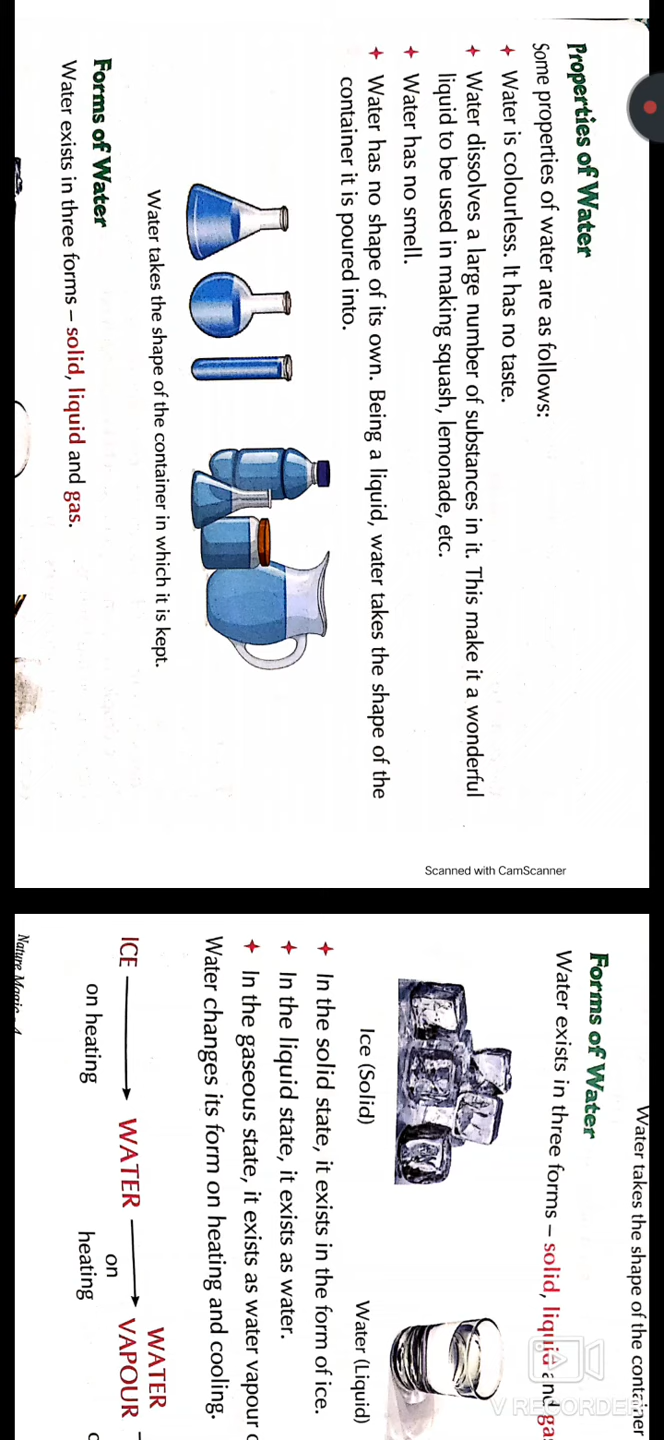 Properties of Water
Some properties of water are as follows:
Water is colourless. It has no taste.
Water dissolves a large number of substances in it. This make it a wonderful
liquid to be used in making squash, lemonade, etc.
Water has no smell.
Water has no shape of its own. Being a liquid, water takes the shape of the
container it is poured into.
Water takes the shape of the container in which it is kept.
Forms of Water
Water exists in three forms – solid, liquid and gas.
Scanned with CamScanner
Water takes the shape of the container
Forms of Water
Water exists in three forms – solid, liquid and gas
Ice (Solid)
Water (Liquid)
In the solid state, it exists in the form of ice.
In the liquid state, it exists as water.
In the gaseous state, it exists as water vapour
Water changes its form on heating and cooling.
ICE
on heating
WATER
on
heating
WATER
VAPOUR
Nature Magic
V RECORDER